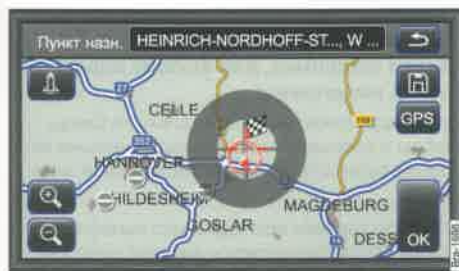 Пункт назн. HEINRICH-NORDHOFF-ST..., W ...
CELLE
GPS
HANNOVER
HILDESHEIM
MAGDEBURG
GOSLAR
DESS
OK